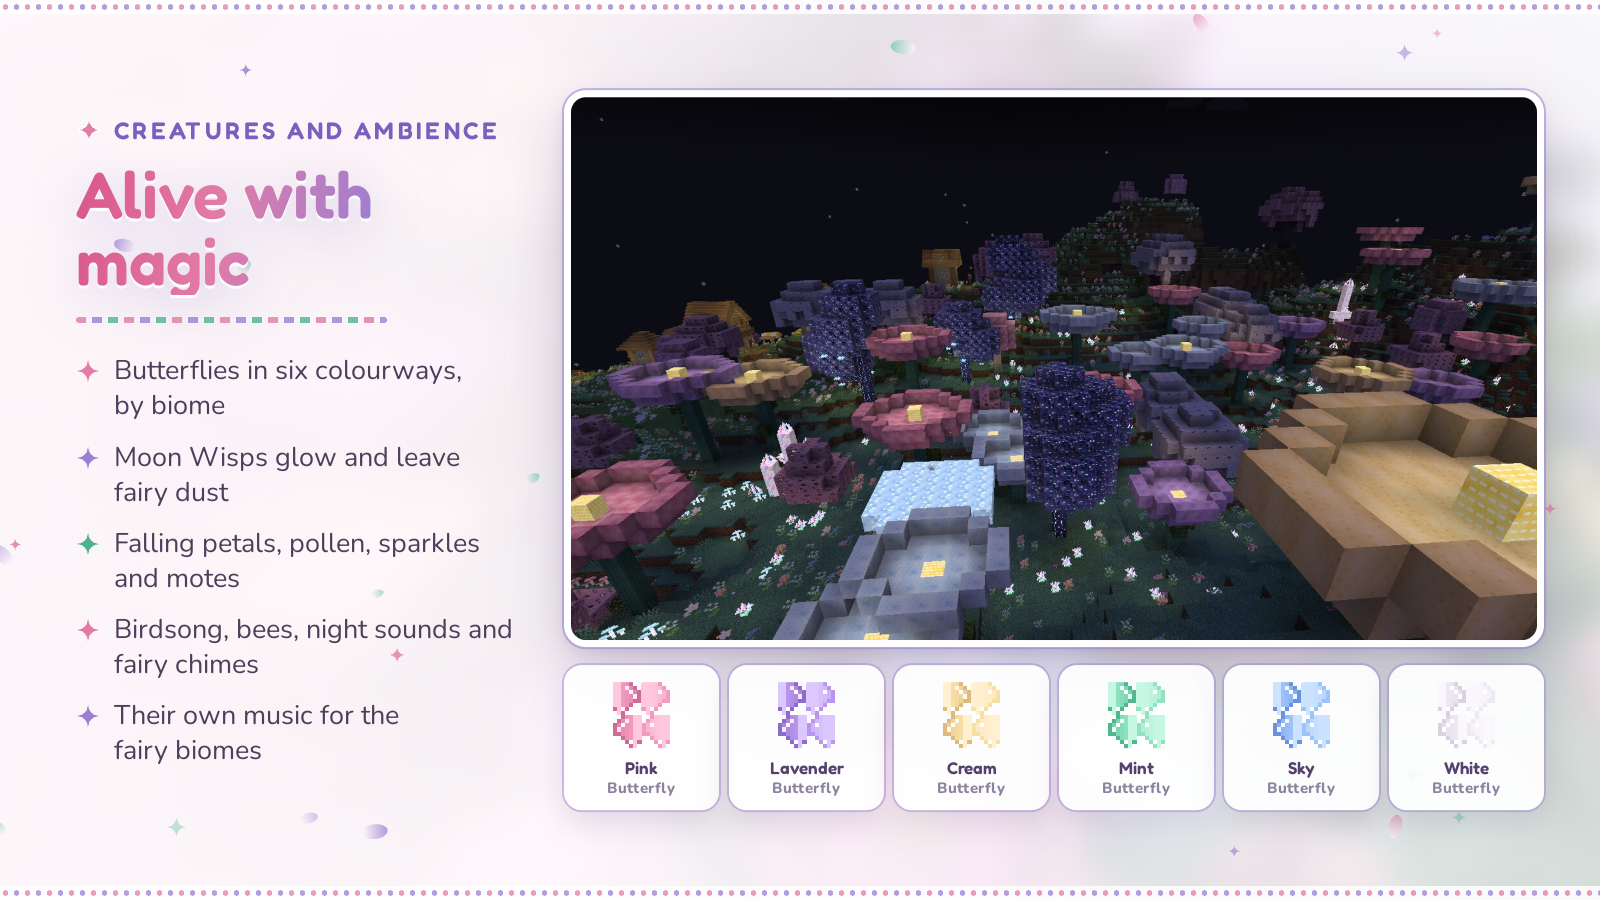 CREATURES AND AMBIENCE
Alive with
magic
Butterflies in six colourways,
by biome
Moon Wisps glow and leave
fairy dust
Falling petals, pollen, sparkles
and motes
Birdsong, bees, night sounds and
fairy chimes
Their own music for the
fairy biomes
Pink
Butterfly
Lavender
Butterfly
Cream
Butterfly
Mint
Butterfly
Sky
Butterfly
White
Butterfly